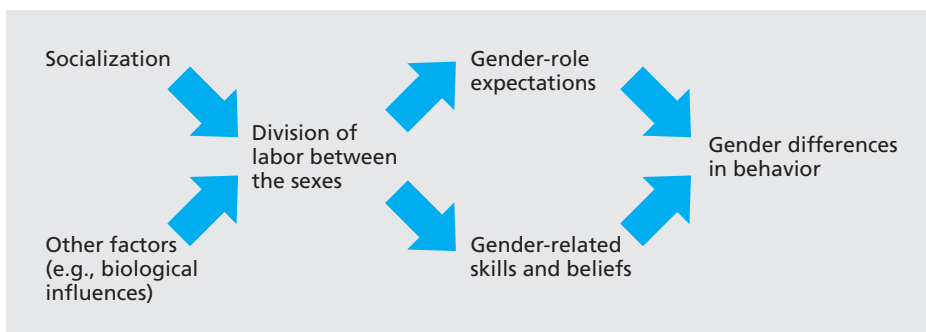 Socialization
Other factors
(e.g., biological
influences)
Division of
labor between
the sexes
Gender-role
expectations
Gender-related
skills and beliefs
Gender differences
in behavior